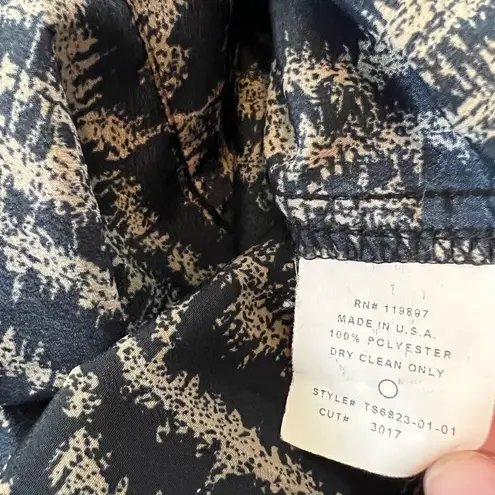 RN# 119897
MADE IN U.S.A.
100% POLYESTER
DRY CLEAN ONLY
STYLE# TS6823-01-01
CUT# 3017